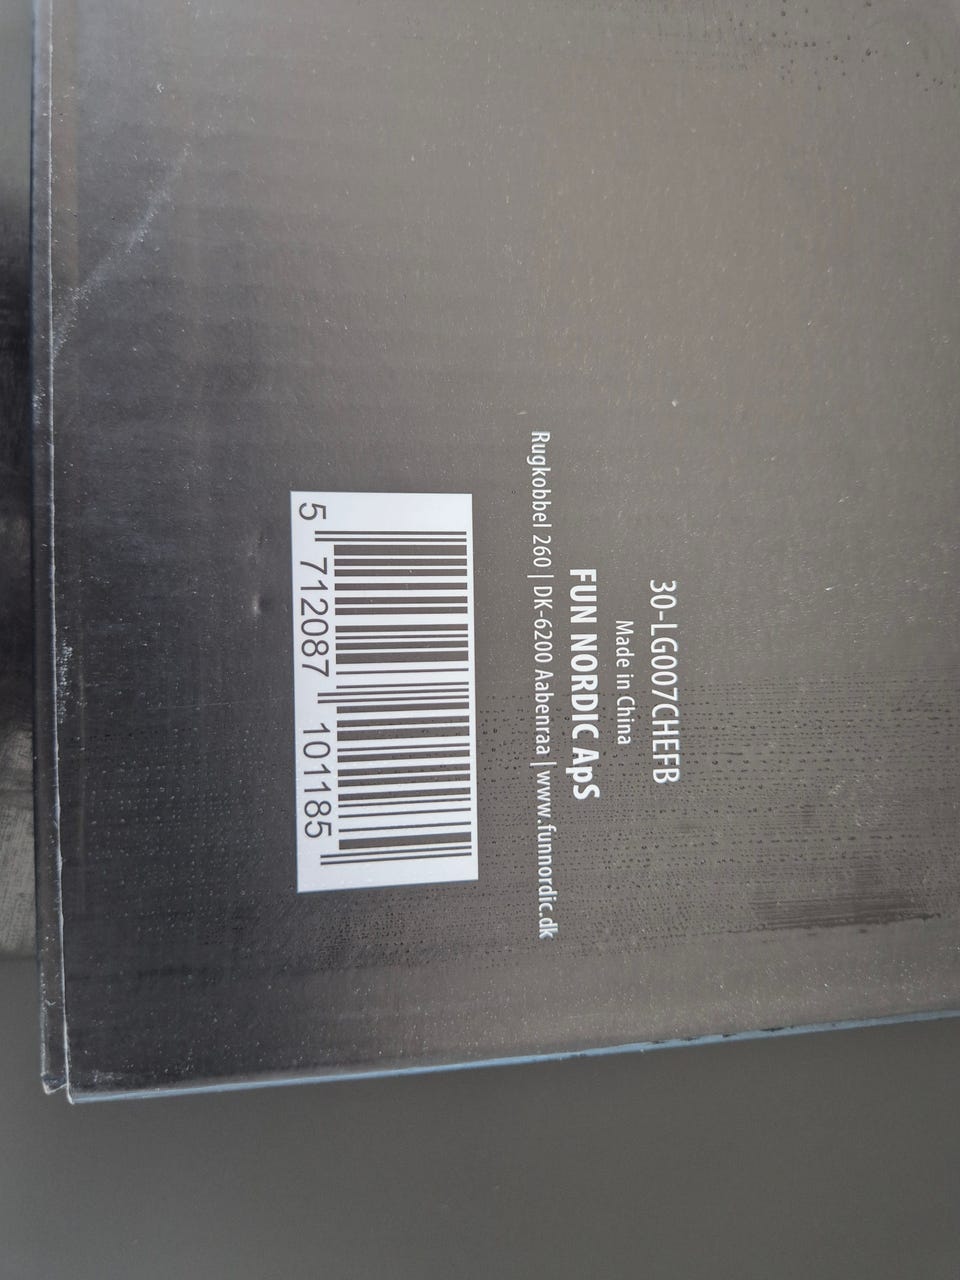 30-LG007CHEFB
Made in China
FUN NORDIC ApS
Rugkobbel 260 | DK-6200 Aabenraa | www.funnordic.dk
5 712087 101185